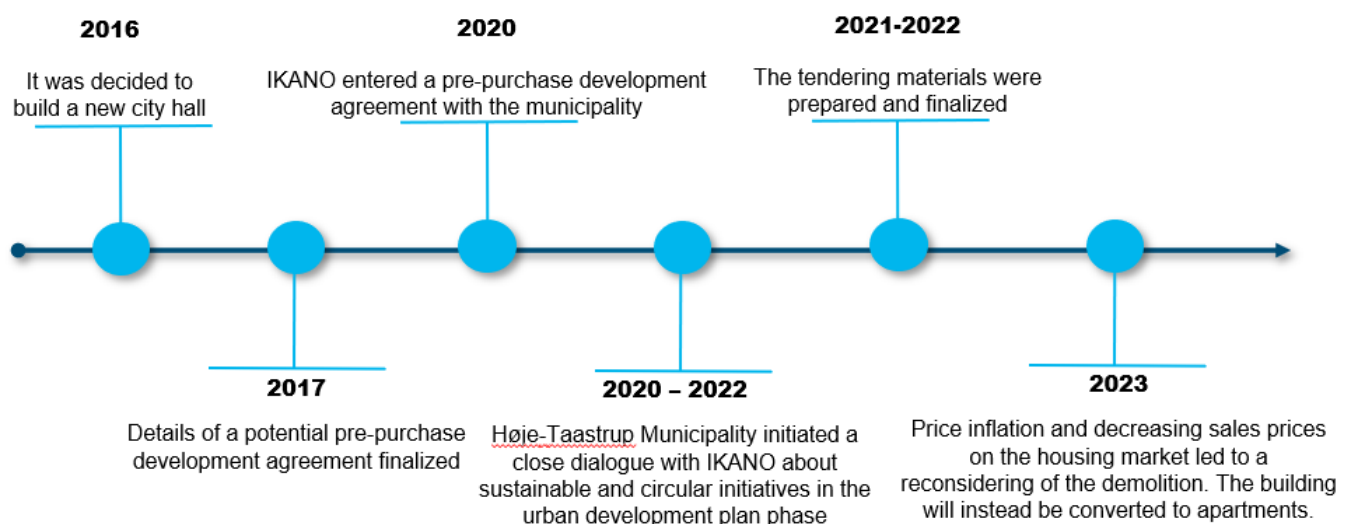 2016
It was decided to
build a new city hall
2020
IKANO entered a pre-purchase development
agreement with the municipality
2021-2022
The tendering materials were
prepared and finalized
2017
Details of a potential pre-purchase
development agreement finalized
2020 – 2022
Høje-Taastrup Municipality initiated a
close dialogue with IKANO about
sustainable and circular initiatives in the
urban development plan phase
2023
Price inflation and decreasing sales prices
on the housing market led to a
reconsidering of the demolition. The building
will instead be converted to apartments.